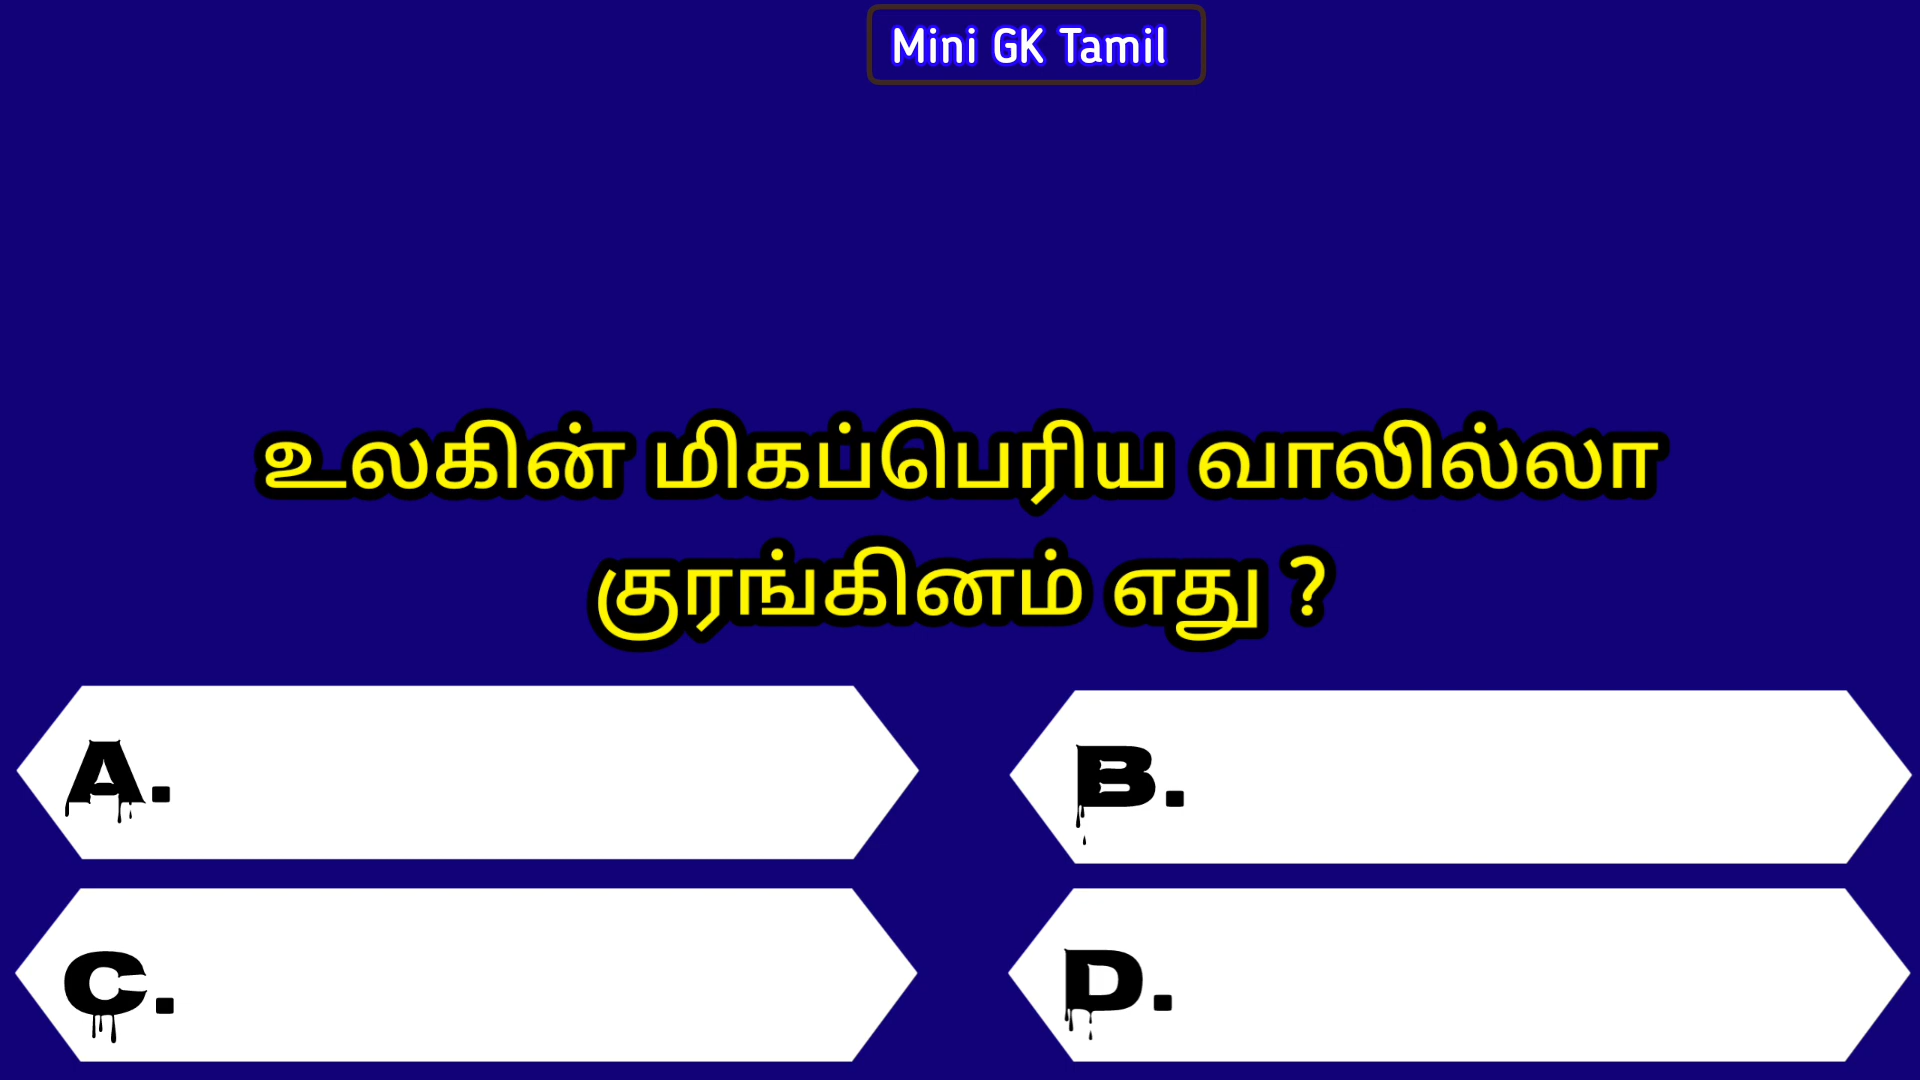 Mini GK Tamil
உலகின் மிகப்பெரிய வாலில்லா
குரங்கினம் எது ?
A.
B.
C.
D.